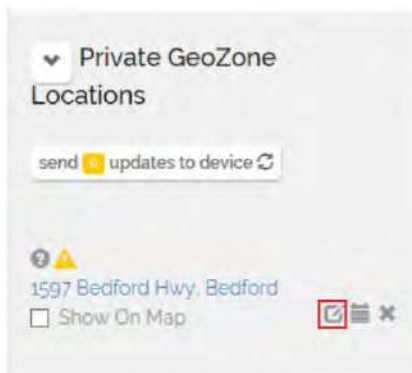 Private GeoZone
Locations
send 0 updates to device
1597 Bedford Hwy, Bedford
Show On Map